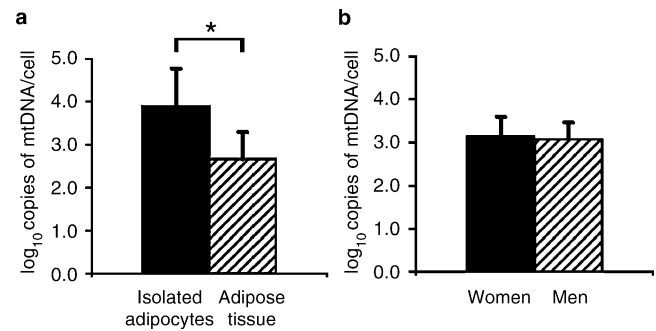 a
*
log10 copies of mtDNA/cell
5.0
4.0
3.0
2.0
1.0
0.0
Isolated
adipocytes
Adipose
tissue
b
log10 copies of mtDNA/cell
5.0
4.0
3.0
2.0
1.0
0.0
Women
Men